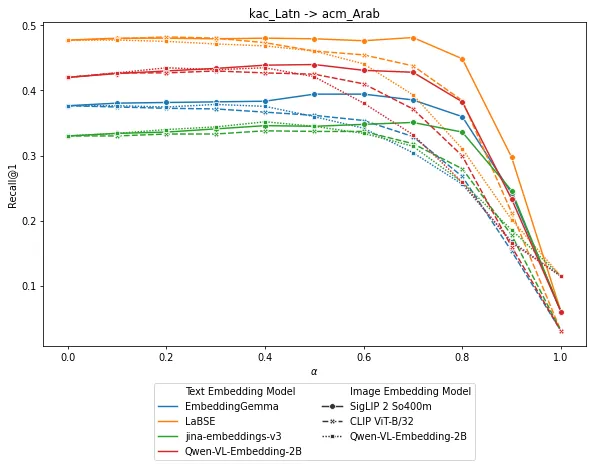 kac_Latn -> acm_Arab
Recall@1
0.5
0.4
0.3
0.2
0.1
0.0
0.2
0.4
0.6
0.8
1.0
α
Text Embedding Model
EmbeddingGemma
LaBSE
jina-embeddings-v3
Qwen-VL-Embedding-2B
Image Embedding Model
SigLIP 2 So400m
CLIP ViT-B/32
Qwen-VL-Embedding-2B